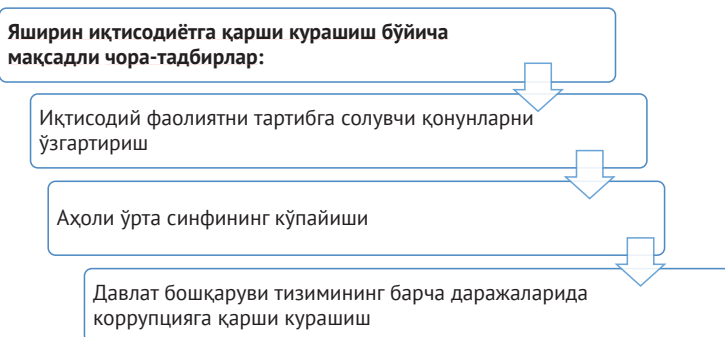 Яширин иқтисодиётга қарши курашиш бўйича
мақсадли чора-тадбирлар:
Иқтисодий фаолиятни тартибга солувчи қонунларни
ўзгартириш
Аҳоли ўрта синфининг кўпайиши
Давлат бошқаруви тизимининг барча даражаларида
коррупцияга қарши курашиш